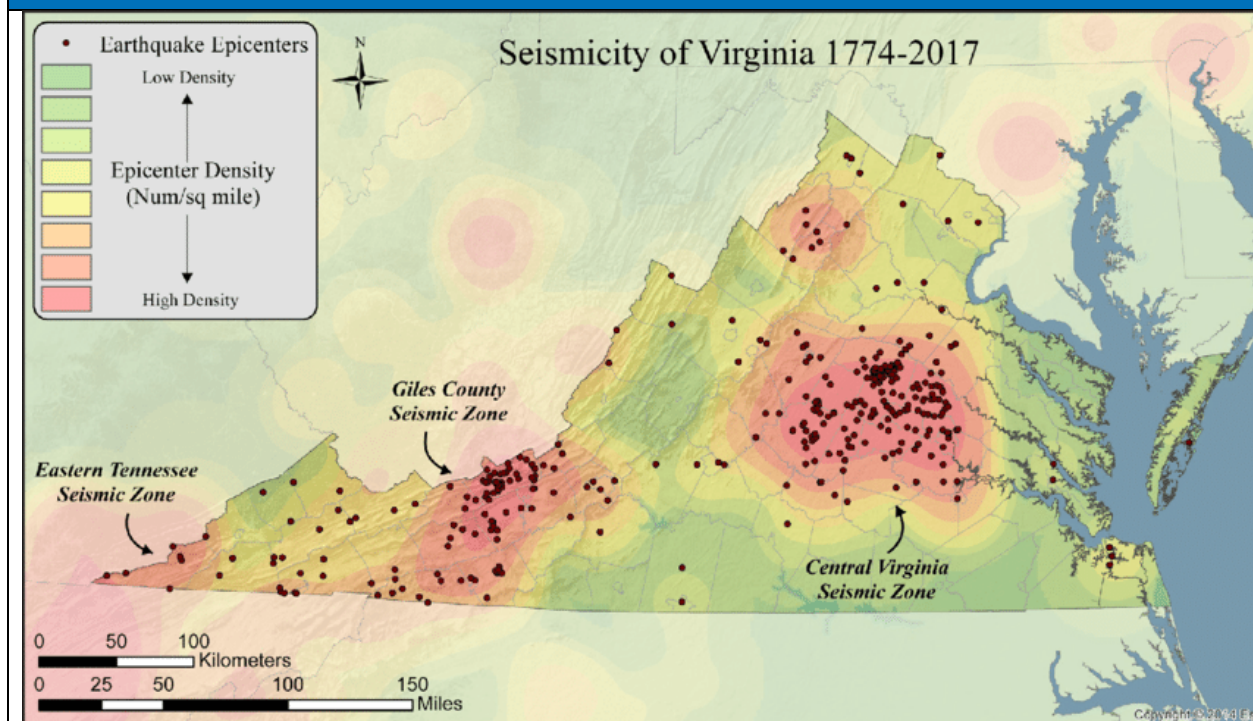 Seismicity of Virginia 1774-2017
Earthquake Epicenters
Low Density
Epicenter Density
(Num/sq mile)
High Density
N
Giles County
Seismic Zone
Eastern Tennessee
Seismic Zone
Central Virginia
Seismic Zone
0 50 100
Kilometers
0 25 50 100 150
Miles
Copyright: